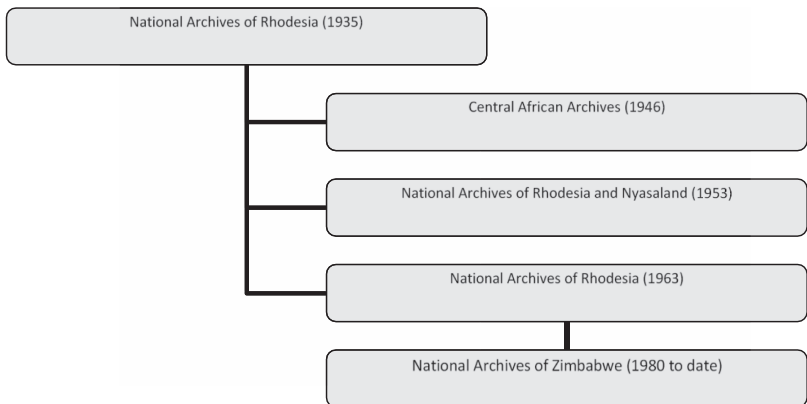 National Archives of Rhodesia (1935)
Central African Archives (1946)
National Archives of Rhodesia and Nyasaland (1953)
National Archives of Rhodesia (1963)
National Archives of Zimbabwe (1980 to date)